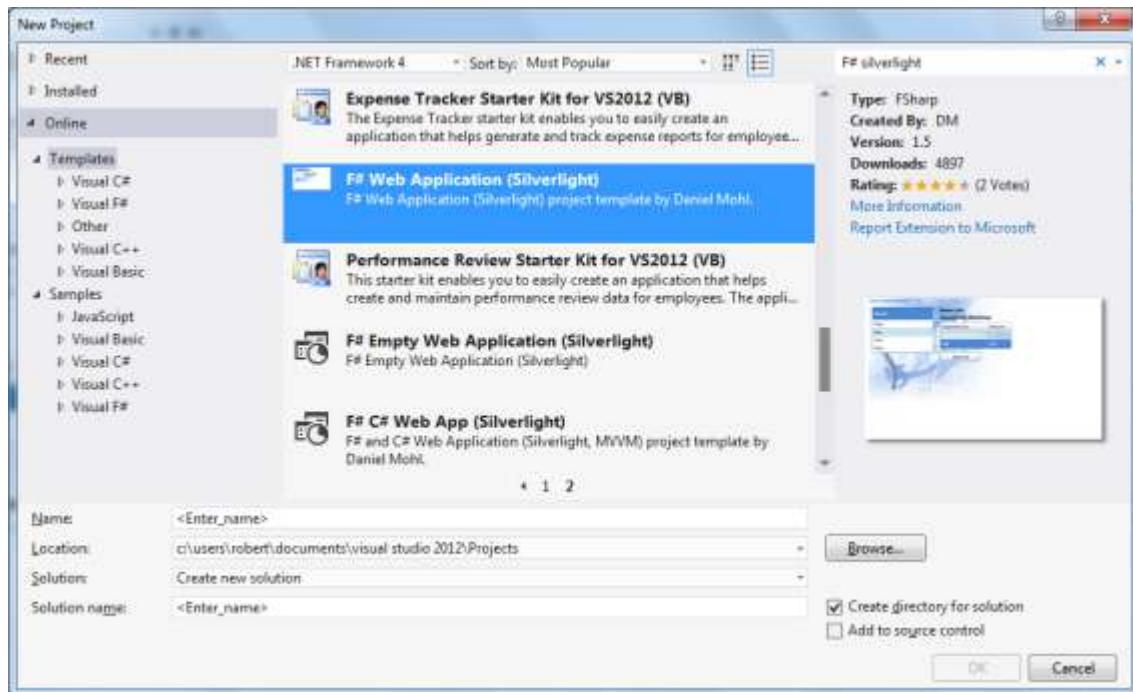 New Project
Recent
Installed
Online
Templates
Visual C#
Visual F#
Other
Visual C++
Visual Basic
Samples
JavaScript
Visual Basic
Visual C#
Visual C++
Visual F#
.NET Framework 4 Sort by: Most Popular
Expense Tracker Starter Kit for VS2012 (VB)
The Expense Tracker starter kit enables you to easily create an
application that helps generate and track expense reports for employee...
F# Web Application (Silverlight)
F# Web Application (Silverlight) project template by Daniel Mohl.
Performance Review Starter Kit for VS2012 (VB)
This starter kit enables you to easily create an application that helps
create and maintain performance review data for employees. The appli...
F# Empty Web Application (Silverlight)
F# Empty Web Application (Silverlight)
F# C# Web App (Silverlight)
F# and C# Web Application (Silverlight, MVVM) project template by
Daniel Mohl.
1 2
F# silverlight
Type: FSharp
Created By: DM
Version: 1.5
Downloads: 4897
Rating: (2 Votes)
More Information
Report Extension to Microsoft
Name: <Enter_name>
Location: c:\users\robert\documents\visual studio 2012\Projects
Browse...
Solution: Create new solution
Solution name: <Enter_name>
Create directory for solution
Add to source control
OK Cancel